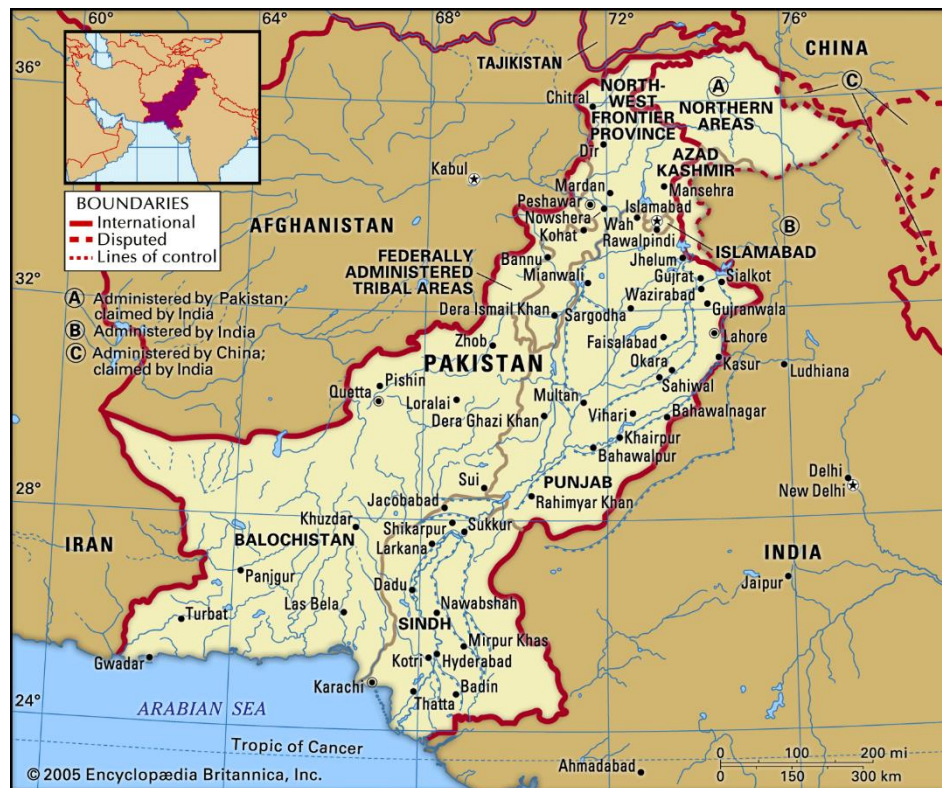 60
64
68
72
76
36°
32°
28°
24°
TAJIKISTAN
CHINA
C
A
NORTHERN
AREAS
NORTH-
WEST
FRONTIER
PROVINCE
Chitral
Dir
AZAD
KASHMIR
Kabul
Mardan
Mansehra
Peshawar
Islamabad
Nowshera
Wah
B
Kohat
Rawalpindi
ISLAMABAD
AFGHANISTAN
BOUNDARIES
International
Disputed
Lines of control
FEDERALLY
ADMINISTERED
TRIBAL AREAS
Bannu
Jhelum
Mianwali
Gujrat
Sialkot
Wazirabad
A Administered by Pakistan;
claimed by India
B Administered by India
C Administered by China;
claimed by India
Dera Ismail Khan
Sargodha
Gujranwala
Zhob
Faisalabad
Lahore
PAKISTAN
Okara
Kasur
Ludhiana
Pishin
Sahiwal
Quetta
Loralai
Multan
Vihari
Bahawalnagar
Dera Ghazi Khan
Khairpur
Bahawalpur
Sui
PUNJAB
Delhi
New Delhi
Jacobabad
Rahimyar Khan
Khuzdar
Shikarpur
Sukkur
IRAN
BALOCHISTAN
Larkana
INDIA
Panjgur
Dadu
Jaipur
Turbat
Las Bela
Nawabshah
SINDH
Mirpur Khas
Gwadar
Kotri
Hyderabad
Karachi
Badin
Thatta
ARABIAN SEA
Tropic of Cancer
0 100 200 mi
0 150 300 km
Ahmadabad
© 2005 Encyclopædia Britannica, Inc.